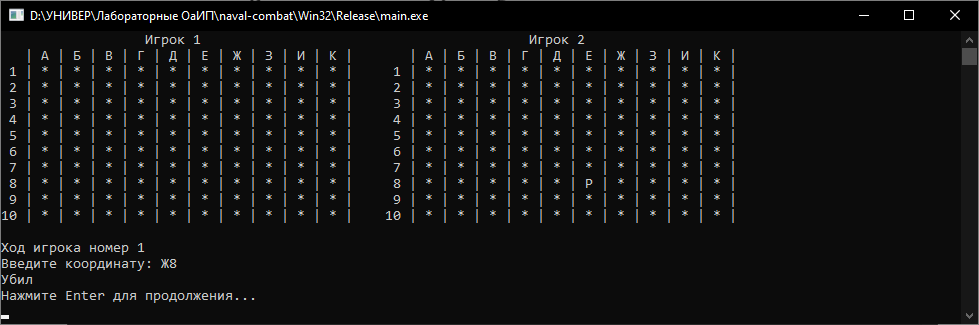 D:\УНИВЕР\Лабораторные ОаИП\naval-combat\Win32\Release\main.exe
Игрок 1 Игрок 2
| А | Б | В | Г | Д | Е | Ж | З | И | К | | А | Б | В | Г | Д | Е | Ж | З | И | К |
1 | * | * | * | * | * | * | * | * | * | * | 1 | * | * | * | * | * | * | * | * | * | * |
2 | * | * | * | * | * | * | * | * | * | * | 2 | * | * | * | * | * | * | * | * | * | * |
3 | * | * | * | * | * | * | * | * | * | * | 3 | * | * | * | * | * | * | * | * | * | * |
4 | * | * | * | * | * | * | * | * | * | * | 4 | * | * | * | * | * | * | * | * | * | * |
5 | * | * | * | * | * | * | * | * | * | * | 5 | * | * | * | * | * | * | * | * | * | * |
6 | * | * | * | * | * | * | * | * | * | * | 6 | * | * | * | * | * | * | * | * | * | * |
7 | * | * | * | * | * | * | * | * | * | * | 7 | * | * | * | * | * | * | * | * | * | * |
8 | * | * | * | * | * | * | * | * | * | * | 8 | * | * | * | * | * | Р | * | * | * | * |
9 | * | * | * | * | * | * | * | * | * | * | 9 | * | * | * | * | * | * | * | * | * | * |
10 | * | * | * | * | * | * | * | * | * | * | 10 | * | * | * | * | * | * | * | * | * | * |
Ход игрока номер 1
Введите координату: Ж8
Убил
Нажмите Enter для продолжения...